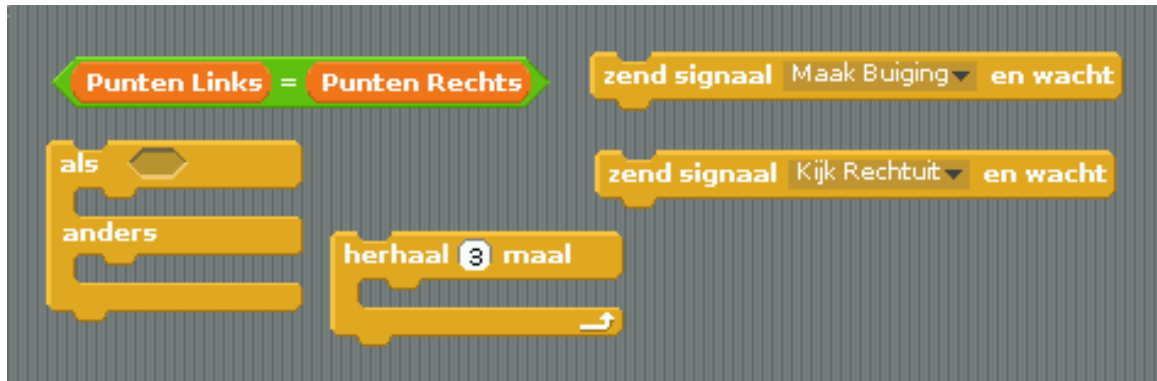 Punten Links = Punten Rechts
zend signaal Maak Buiging en wacht
als
anders
zend signaal Kijk Rechtuit en wacht
herhaal 3 maal